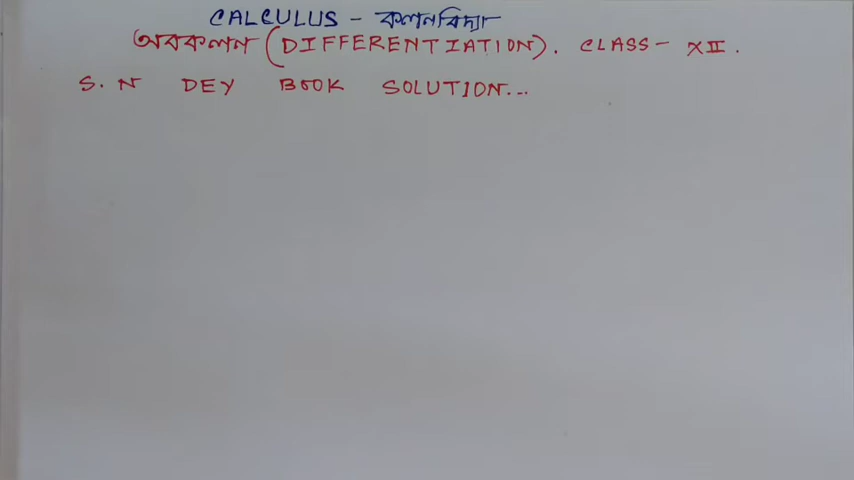 CALCULUS - কলনবিদ্যা
অবকলন (DIFFERENTIATION). CLASS - XII.
S. N DEY BOOK SOLUTION...